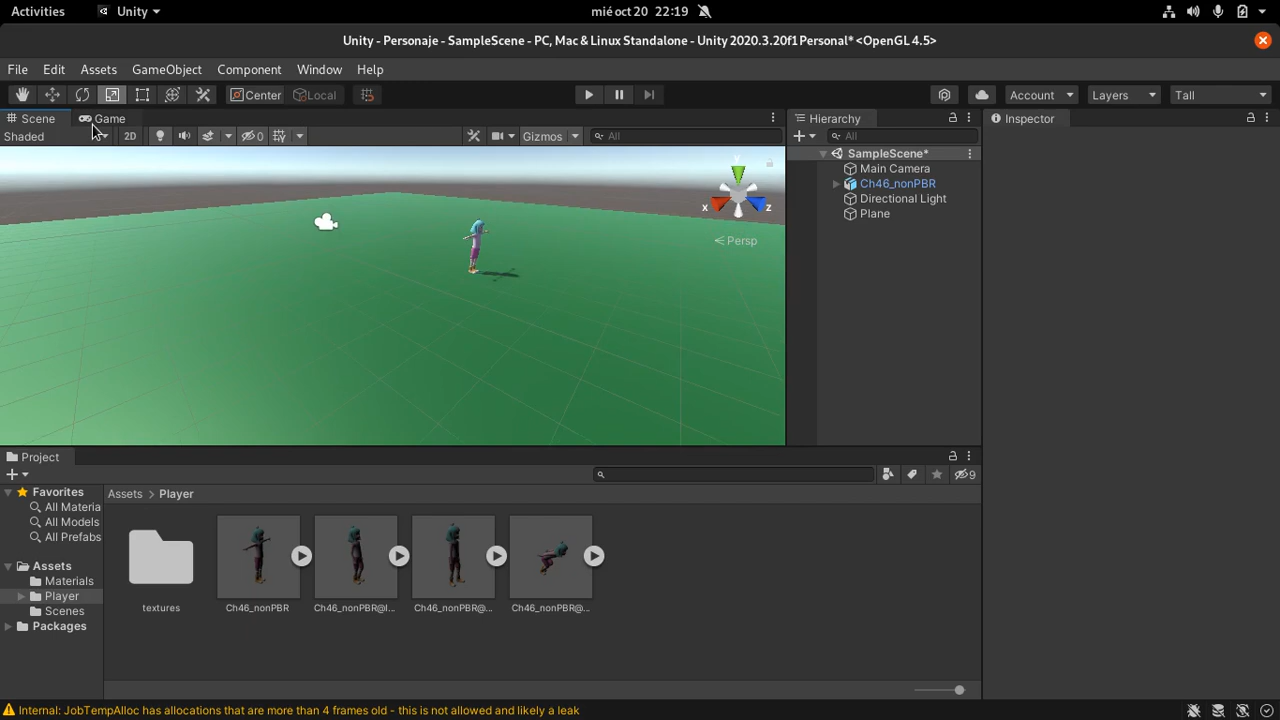 Activities Unity mié oct 20 22:19
Unity - Personaje - SampleScene - PC, Mac & Linux Standalone - Unity 2020.3.20f1 Personal* <OpenGL 4.5>
File Edit Assets GameObject Component Window Help
Center Local Account Layers Tall
Scene Game Hierarchy Inspector
Shaded 2D 0 Gizmos All All
SampleScene*
Main Camera
Ch46_nonPBR
Directional Light
Plane
y
x z
Persp
Project
9
Assets > Player
Favorites
All Materia
All Models
All Prefabs
Assets
Materials
Player
Scenes
Packages
textures Ch46_nonPBR Ch46_nonPBR@I... Ch46_nonPBR@... Ch46_nonPBR@...
Internal: JobTempAlloc has allocations that are more than 4 frames old - this is not allowed and likely a leak